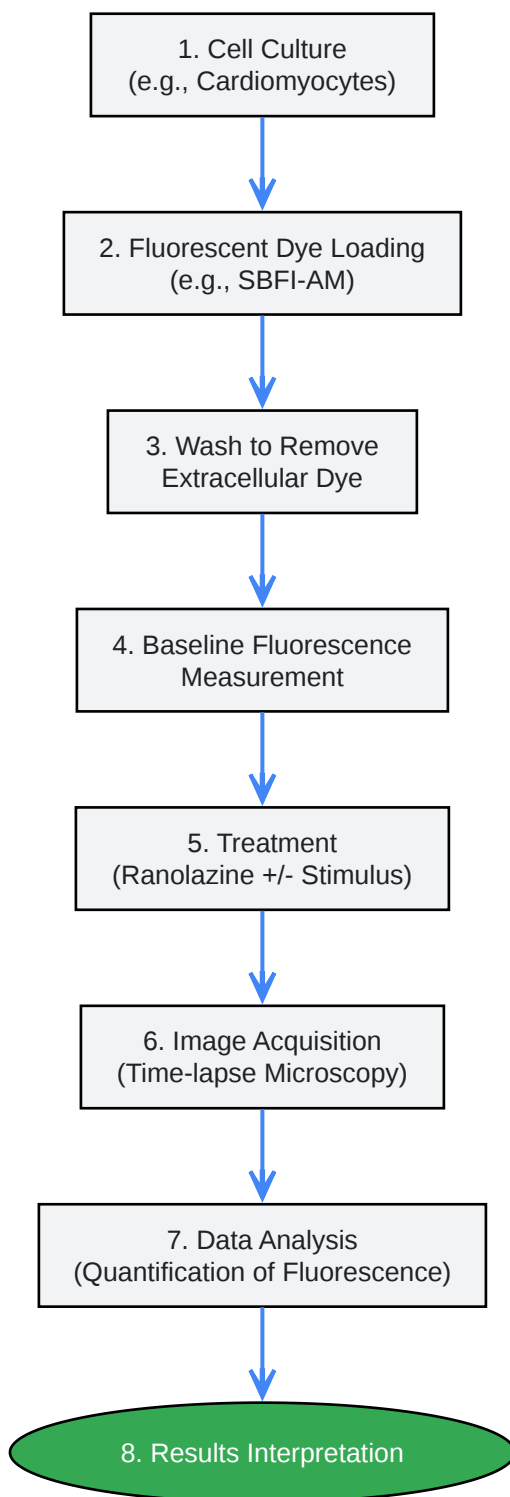 1. Cell Culture
(e.g., Cardiomyocytes)
2. Fluorescent Dye Loading
(e.g., SBFI-AM)
3. Wash to Remove
Extracellular Dye
4. Baseline Fluorescence
Measurement
5. Treatment
(Ranolazine +/- Stimulus)
6. Image Acquisition
(Time-lapse Microscopy)
7. Data Analysis
(Quantification of Fluorescence)
8. Results Interpretation